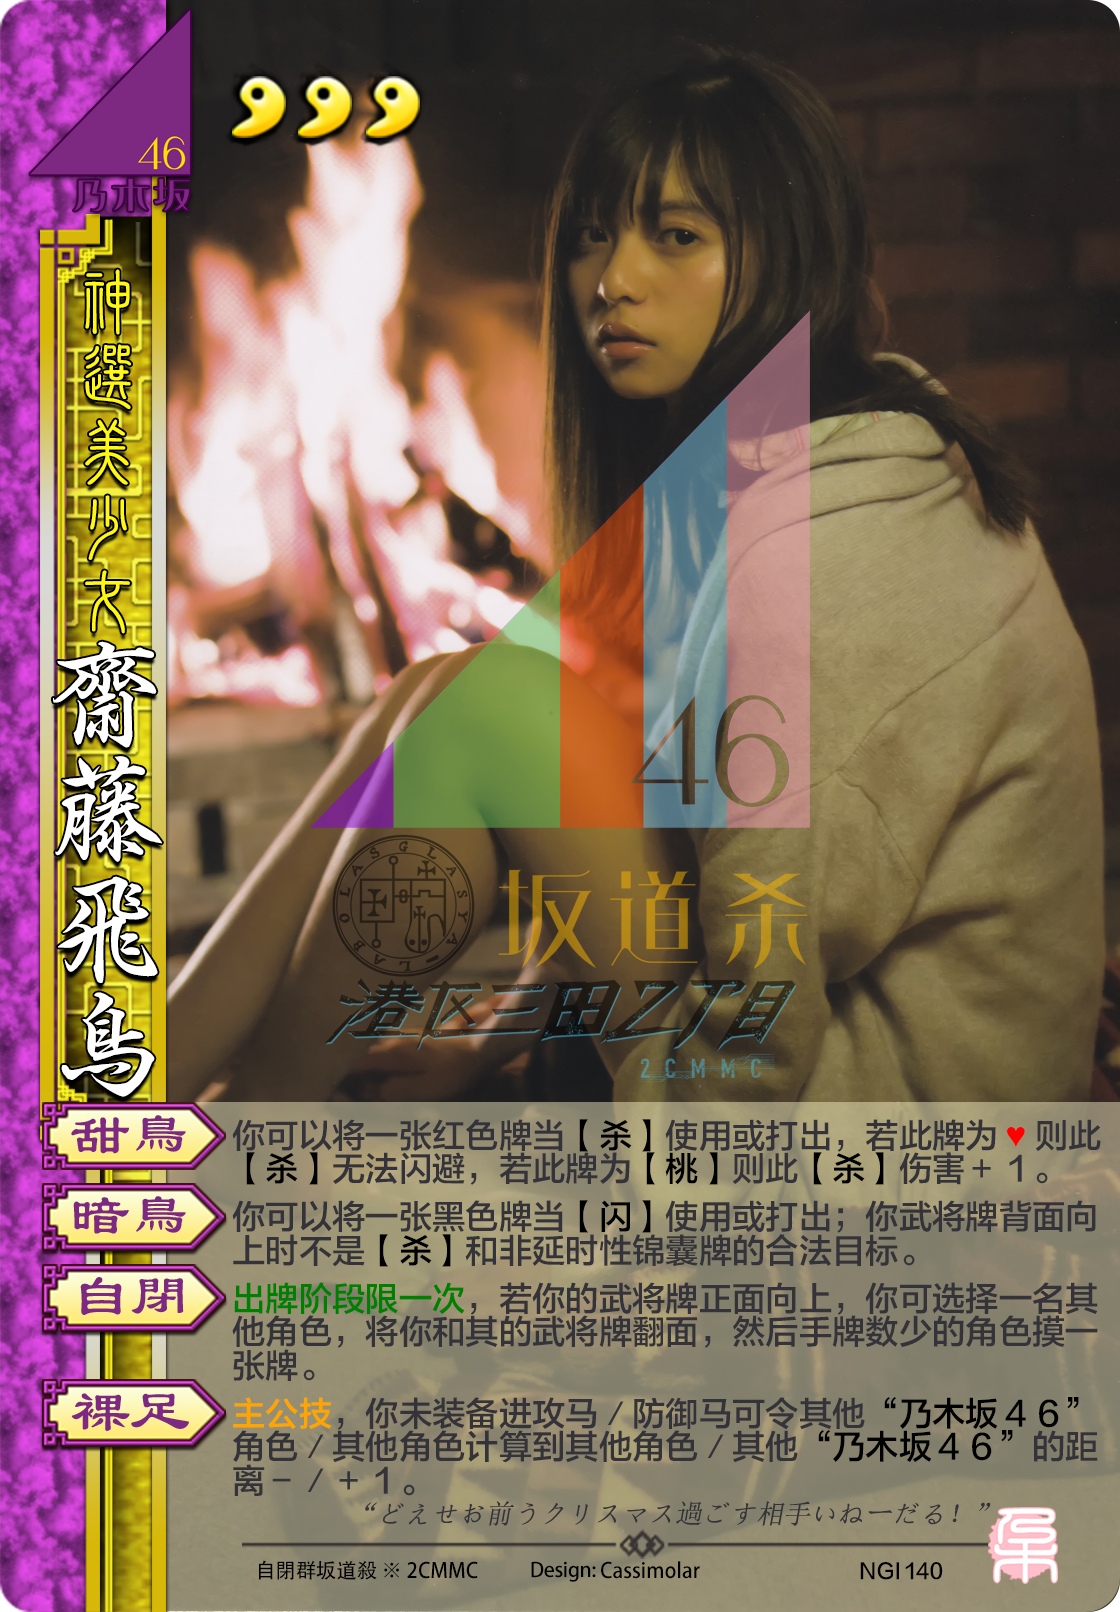 46
乃木坂
神選美少女
齋藤飛鳥
46
GLASYA-LABOLAS
坂道杀
港区三田2丁目
2CMMC
甜鳥
你可以将一张红色牌当【杀】使用或打出，若此牌为♥则此
【杀】无法闪避，若此牌为【桃】则此【杀】伤害＋１。
暗鳥
你可以将一张黑色牌当【闪】使用或打出；你武将牌背面向
上时不是【杀】和非延时性锦囊牌的合法目标。
自閉
出牌阶段限一次，若你的武将牌正面向上，你可选择一名其
他角色，将你和其的武将牌翻面，然后手牌数少的角色摸一
张牌。
裸足
主公技，你未装备进攻马／防御马可令其他“乃木坂４６”
角色／其他角色计算到其他角色／其他“乃木坂４６”的距
离－／＋１。
“どえせお前うクリスマス過ごす相手いねーだる！”
自閉群坂道殺 ※ 2CMMC Design: Cassimolar NGI140